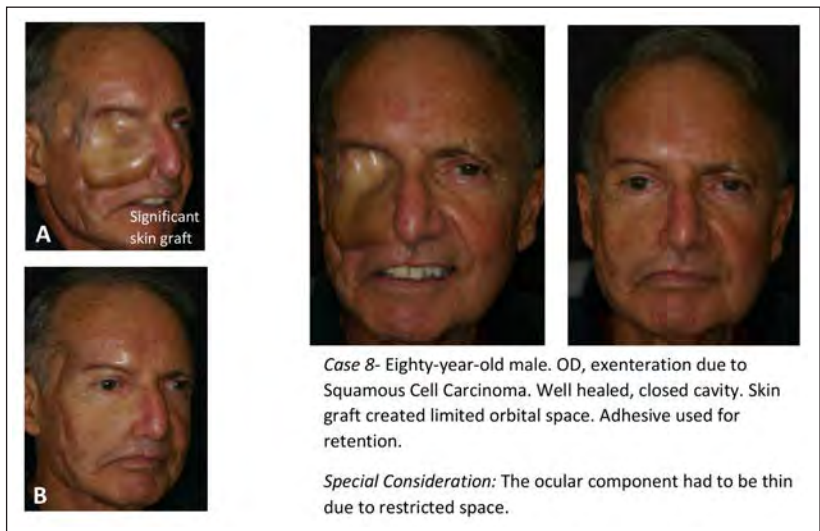 Significant
skin graft
A
B
Case 8- Eighty-year-old male. OD, exenteration due to
Squamous Cell Carcinoma. Well healed, closed cavity. Skin
graft created limited orbital space. Adhesive used for
retention.
Special Consideration: The ocular component had to be thin
due to restricted space.